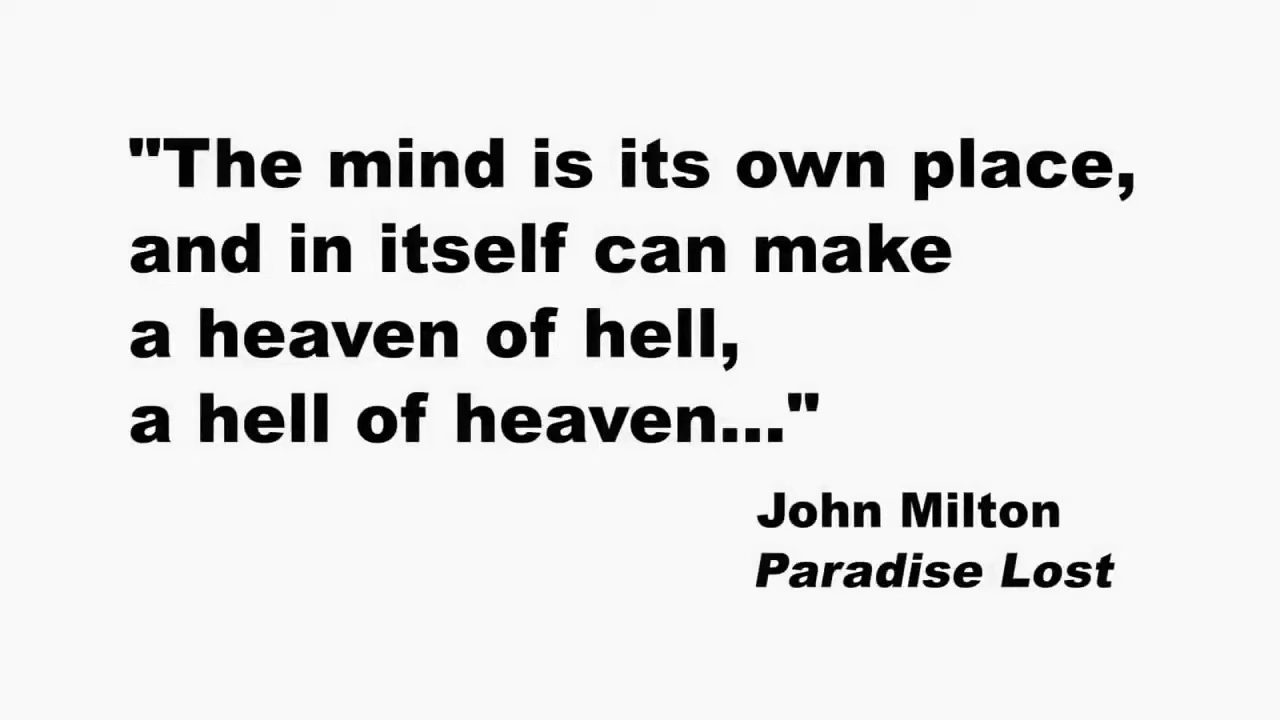 "The mind is its own place,
and in itself can make
a heaven of hell,
a hell of heaven..."
John Milton
Paradise Lost